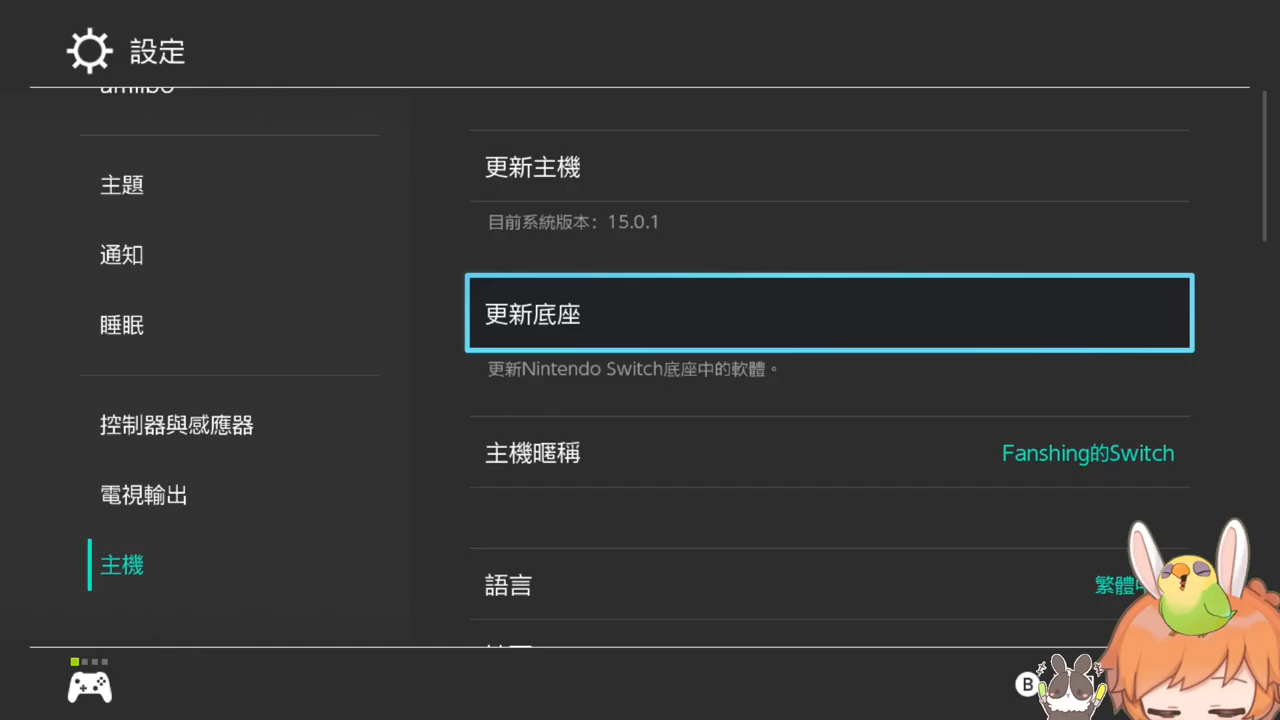 設定
amiibo
主題
通知
睡眠
控制器與感應器
電視輸出
主機
更新主機
目前系統版本：15.0.1
更新底座
更新Nintendo Switch底座中的軟體。
主機暱稱
Fanshing的Switch
語言
繁體中
B